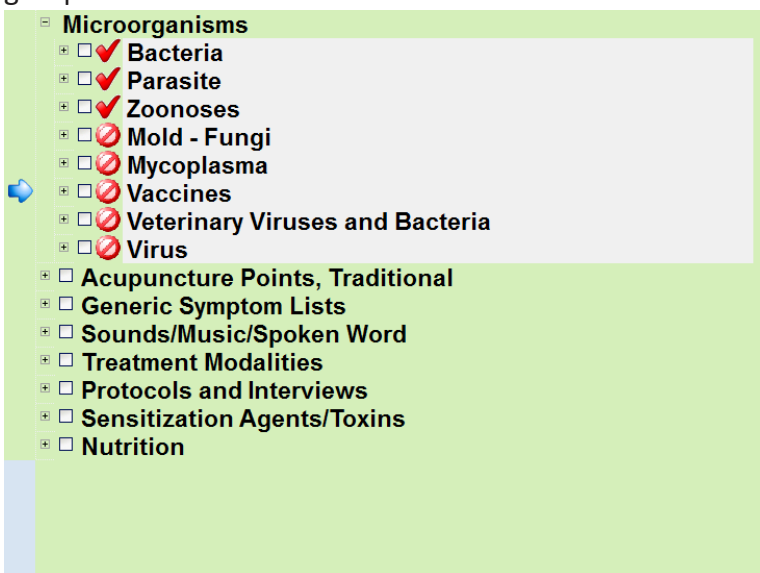 Microorganisms
Bacteria
Parasite
Zoonoses
Mold - Fungi
Mycoplasma
Vaccines
Veterinary Viruses and Bacteria
Virus
Acupuncture Points, Traditional
Generic Symptom Lists
Sounds/Music/Spoken Word
Treatment Modalities
Protocols and Interviews
Sensitization Agents/Toxins
Nutrition